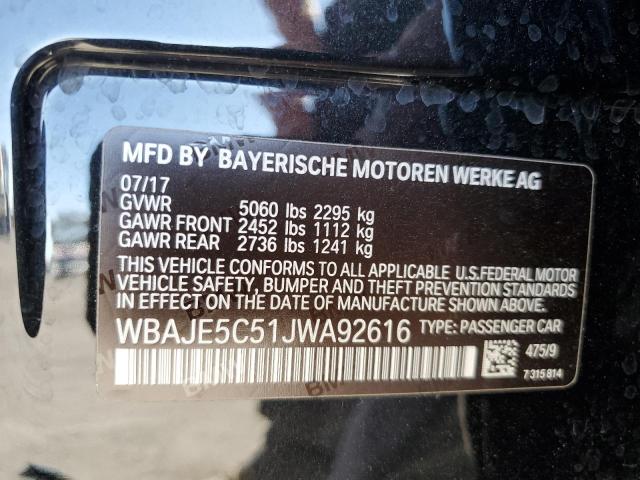 MFD BY BAYERISCHE MOTOREN WERKE AG
07/17
GVWR 5060 lbs 2295 kg
GAWR FRONT 2452 lbs 1112 kg
GAWR REAR 2736 lbs 1241 kg
THIS VEHICLE CONFORMS TO ALL APPLICABLE U.S.FEDERAL MOTOR
VEHICLE SAFETY, BUMPER AND THEFT PREVENTION STANDARDS
IN EFFECT ON THE DATE OF MANUFACTURE SHOWN ABOVE.
WBAJE5C51JWA92616 TYPE: PASSENGER CAR
475/9
7 315 814